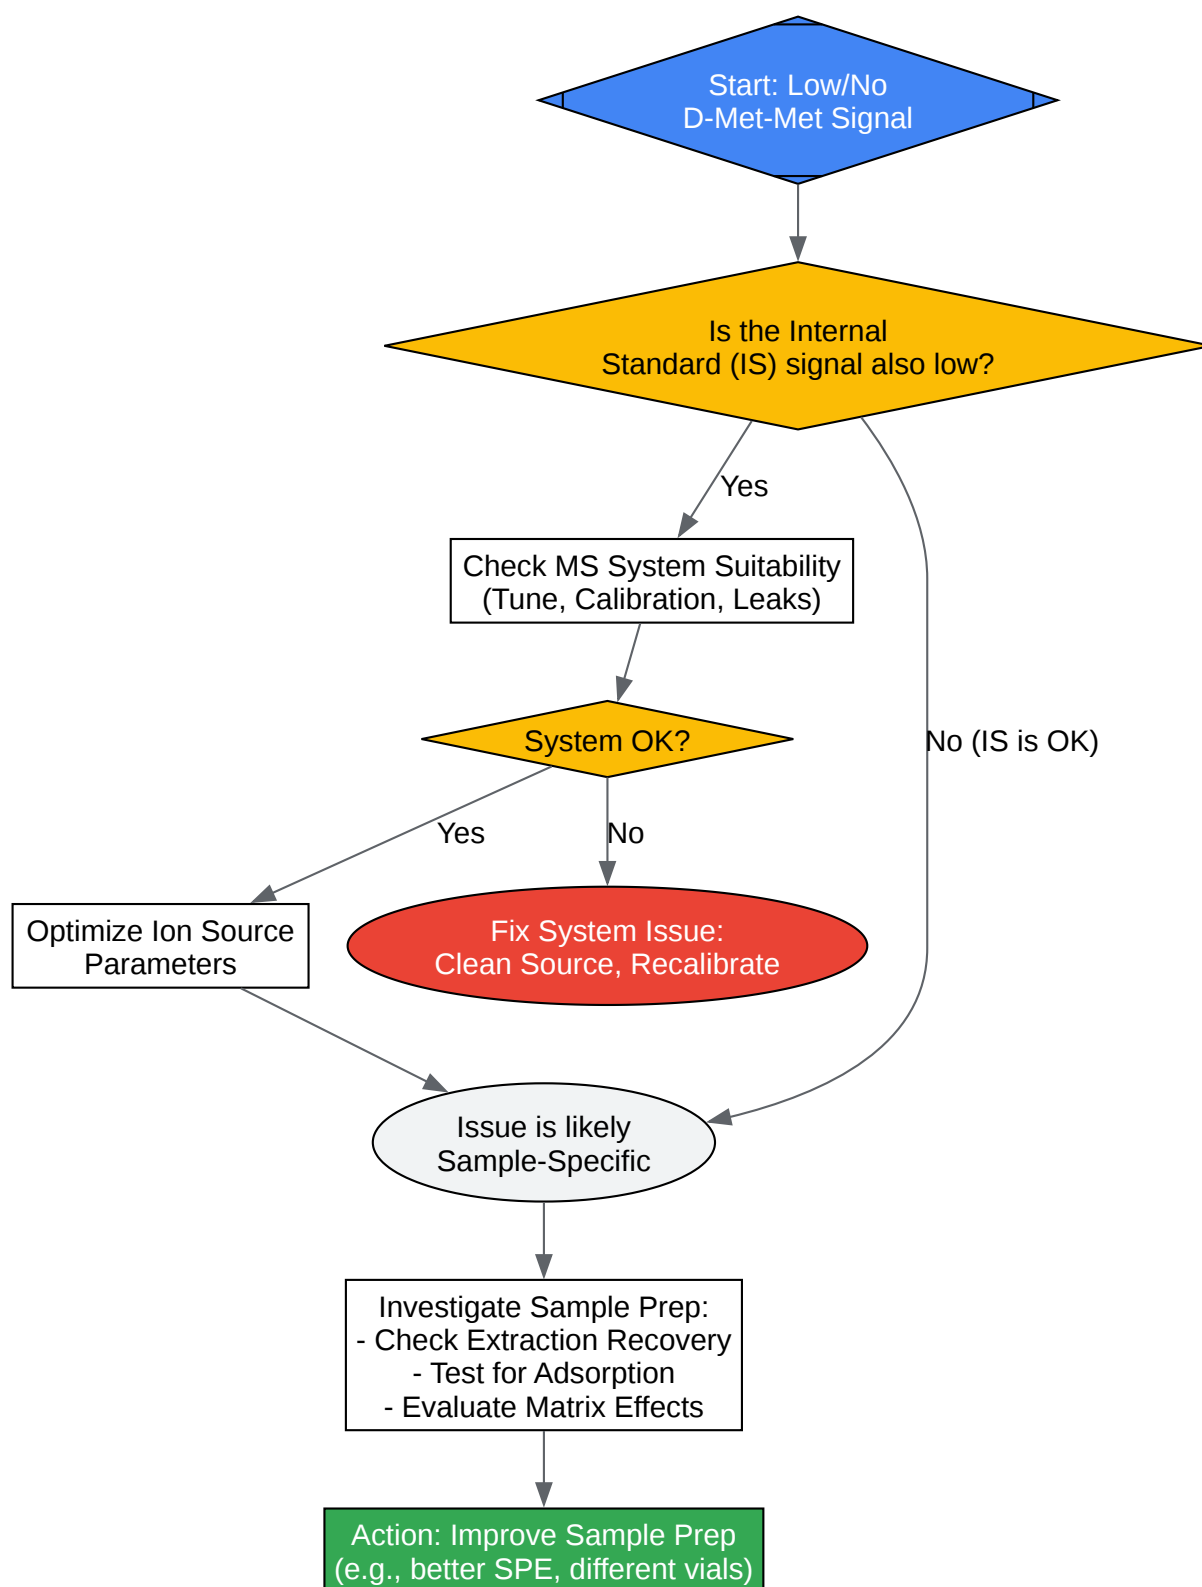 Start: Low/No
D-Met-Met Signal
Is the Internal
Standard (IS) signal also low?
Yes
Check MS System Suitability
(Tune, Calibration, Leaks)
System OK?
No (IS is OK)
Yes
No
Optimize Ion Source
Parameters
Fix System Issue:
Clean Source, Recalibrate
Issue is likely
Sample-Specific
Investigate Sample Prep:
- Check Extraction Recovery
- Test for Adsorption
- Evaluate Matrix Effects
Action: Improve Sample Prep
(e.g., better SPE, different vials)